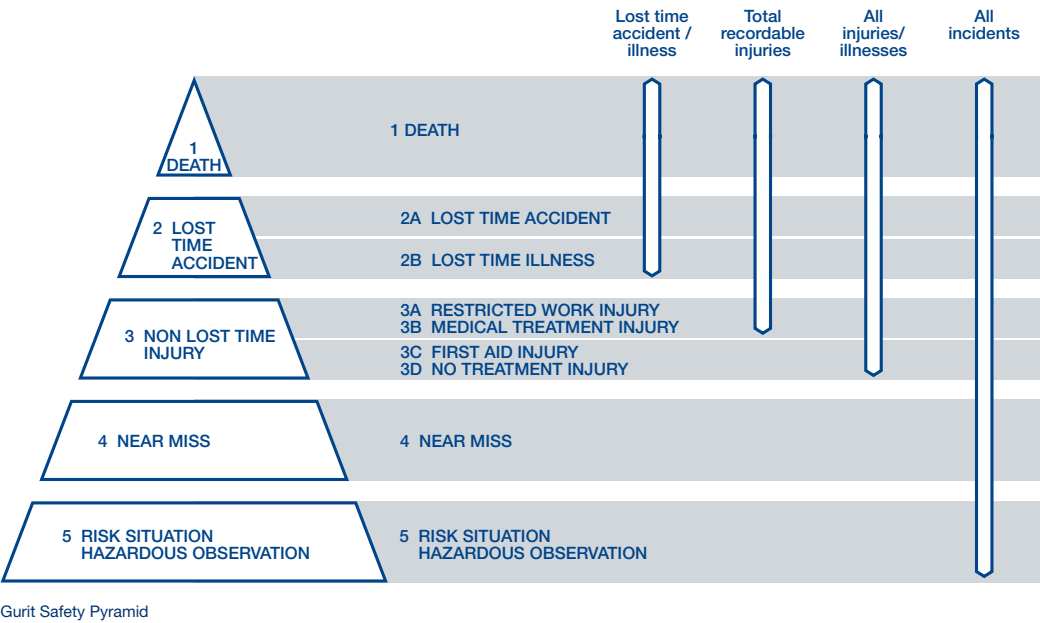 Lost time
accident /
illness
Total
recordable
injuries
All
injuries/
illnesses
All
incidents
1
DEATH
1 DEATH
2 LOST
TIME
ACCIDENT
2A LOST TIME ACCIDENT
2B LOST TIME ILLNESS
3 NON LOST TIME
INJURY
3A RESTRICTED WORK INJURY
3B MEDICAL TREATMENT INJURY
3C FIRST AID INJURY
3D NO TREATMENT INJURY
4 NEAR MISS
4 NEAR MISS
5 RISK SITUATION
HAZARDOUS OBSERVATION
5 RISK SITUATION
HAZARDOUS OBSERVATION
Gurit Safety Pyramid